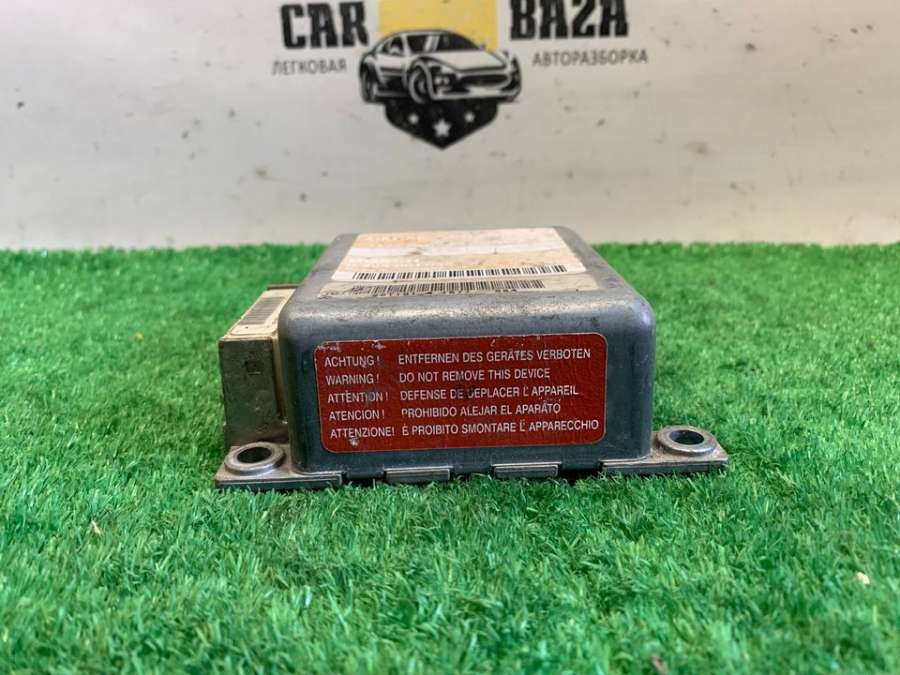 CAR BAZA
ЛЕГКОВАЯ АВТОРАЗБОРКА
ACHTUNG! ENTFERNEN DES GERÄTES VERBOTEN
WARNING! DO NOT REMOVE THIS DEVICE
ATTENTION! DEFENSE DE DEPLACER L'APPAREIL
ATENCION! PROHIBIDO ALEJAR EL APARATO
ATTENZIONE! È PROIBITO SMONTARE L'APPARECCHIO